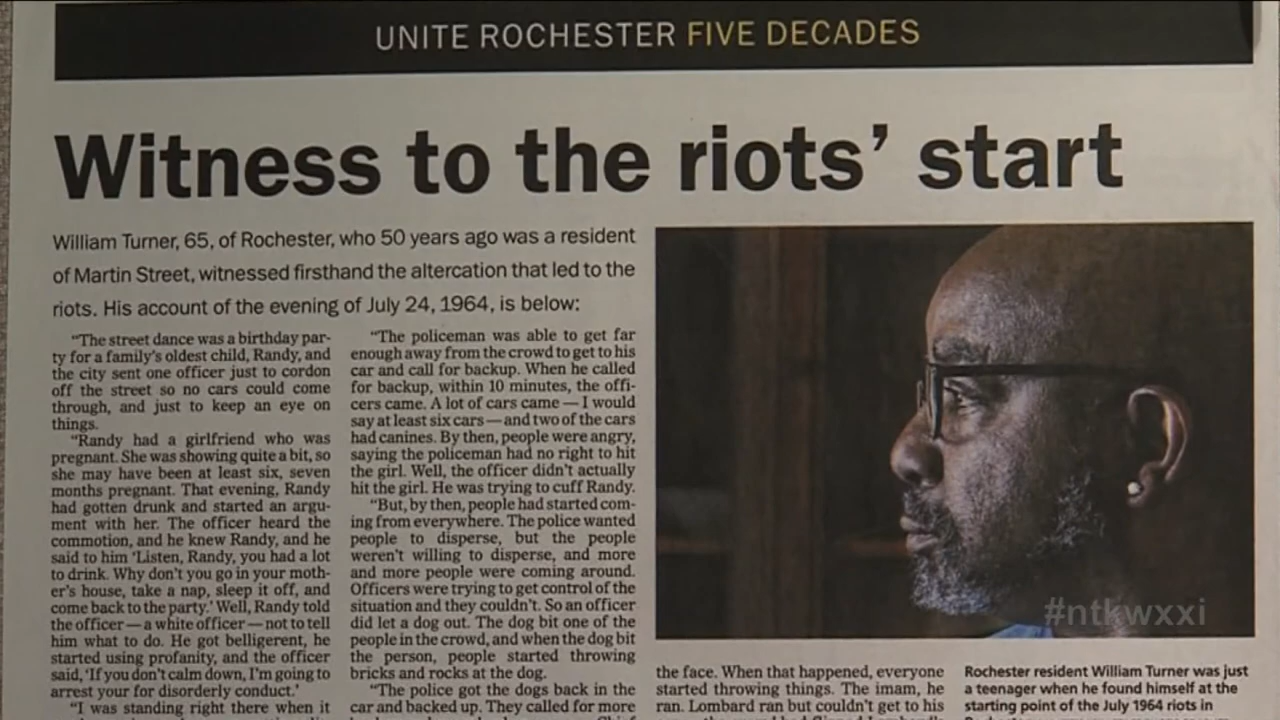 UNITE ROCHESTER FIVE DECADES
Witness to the riots’ start
William Turner, 65, of Rochester, who 50 years ago was a resident
of Martin Street, witnessed firsthand the altercation that led to the
riots. His account of the evening of July 24, 1964, is below:
“The street dance was a birthday par-
ty for a family’s oldest child, Randy, and
the city sent one officer just to cordon
off the street so no cars could come
through, and just to keep an eye on
things.
“Randy had a girlfriend who was
pregnant. She was showing quite a bit, so
she may have been at least six, seven
months pregnant. That evening, Randy
had gotten drunk and started an argu-
ment with her. The officer heard the
commotion, and he knew Randy, and he
said to him ‘Listen, Randy, you had a lot
to drink. Why don’t you go in your moth-
er’s house, take a nap, sleep it off, and
come back to the party.’ Well, Randy told
the officer — a white officer — not to tell
him what to do. He got belligerent, he
started using profanity, and the officer
said, ‘If you don’t calm down, I’m going to
arrest your for disorderly conduct.’
“I was standing right there when it
“The policeman was able to get far
enough away from the crowd to get to his
car and call for backup. When he called
for backup, within 10 minutes, the offi-
cers came. A lot of cars came — I would
say at least six cars — and two of the cars
had canines. By then, people were angry,
saying the policeman had no right to hit
the girl. Well, the officer didn’t actually
hit the girl. He was trying to cuff Randy.
“But, by then, people had started com-
ing from everywhere. The police wanted
people to disperse, but the people
weren’t willing to disperse, and more
and more people were coming around.
Officers were trying to get control of the
situation and they couldn’t. So an officer
did let a dog out. The dog bit one of the
people in the crowd, and when the dog bit
the person, people started throwing
bricks and rocks at the dog.
“The police got the dogs back in the
car and backed up. They called for more
the face. When that happened, everyone
started throwing things. The imam, he
ran. Lombard ran but couldn’t get to his
#ntkwxxi
Rochester resident William Turner was just
a teenager when he found himself at the
starting point of the July 1964 riots in